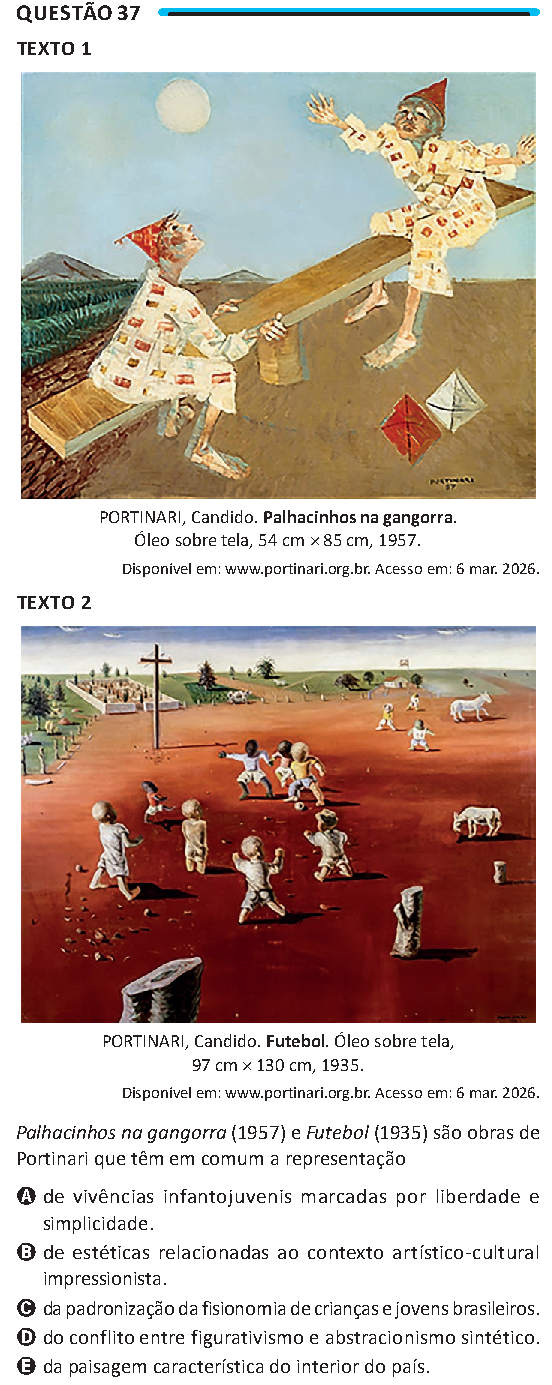 QUESTÃO 37
TEXTO 1
PORTINARI
57
PORTINARI, Candido. Palhacinhos na gangorra.
Óleo sobre tela, 54 cm × 85 cm, 1957.
Disponível em: www.portinari.org.br. Acesso em: 6 mar. 2026.
TEXTO 2
PORTINARI, Candido. Futebol. Óleo sobre tela,
97 cm × 130 cm, 1935.
Disponível em: www.portinari.org.br. Acesso em: 6 mar. 2026.
Palhacinhos na gangorra (1957) e Futebol (1935) são obras de
Portinari que têm em comum a representação
A de vivências infantojuvenis marcadas por liberdade e
simplicidade.
B de estéticas relacionadas ao contexto artístico-cultural
impressionista.
C da padronização da fisionomia de crianças e jovens brasileiros.
D do conflito entre figurativismo e abstracionismo sintético.
E da paisagem característica do interior do país.